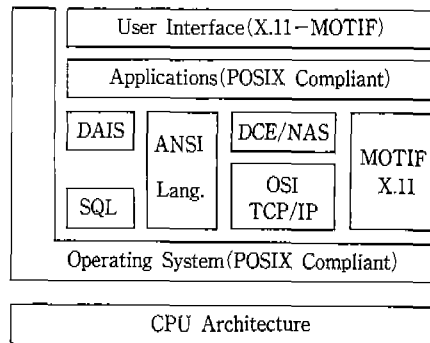 User Interface(X.11-MOTIF)
Applications(POSIX Compliant)
DAIS
ANSI
Lang.
DCE/NAS
MOTIF
X.11
SQL
OSI
TCP/IP
Operating System(POSIX Compliant)
CPU Architecture